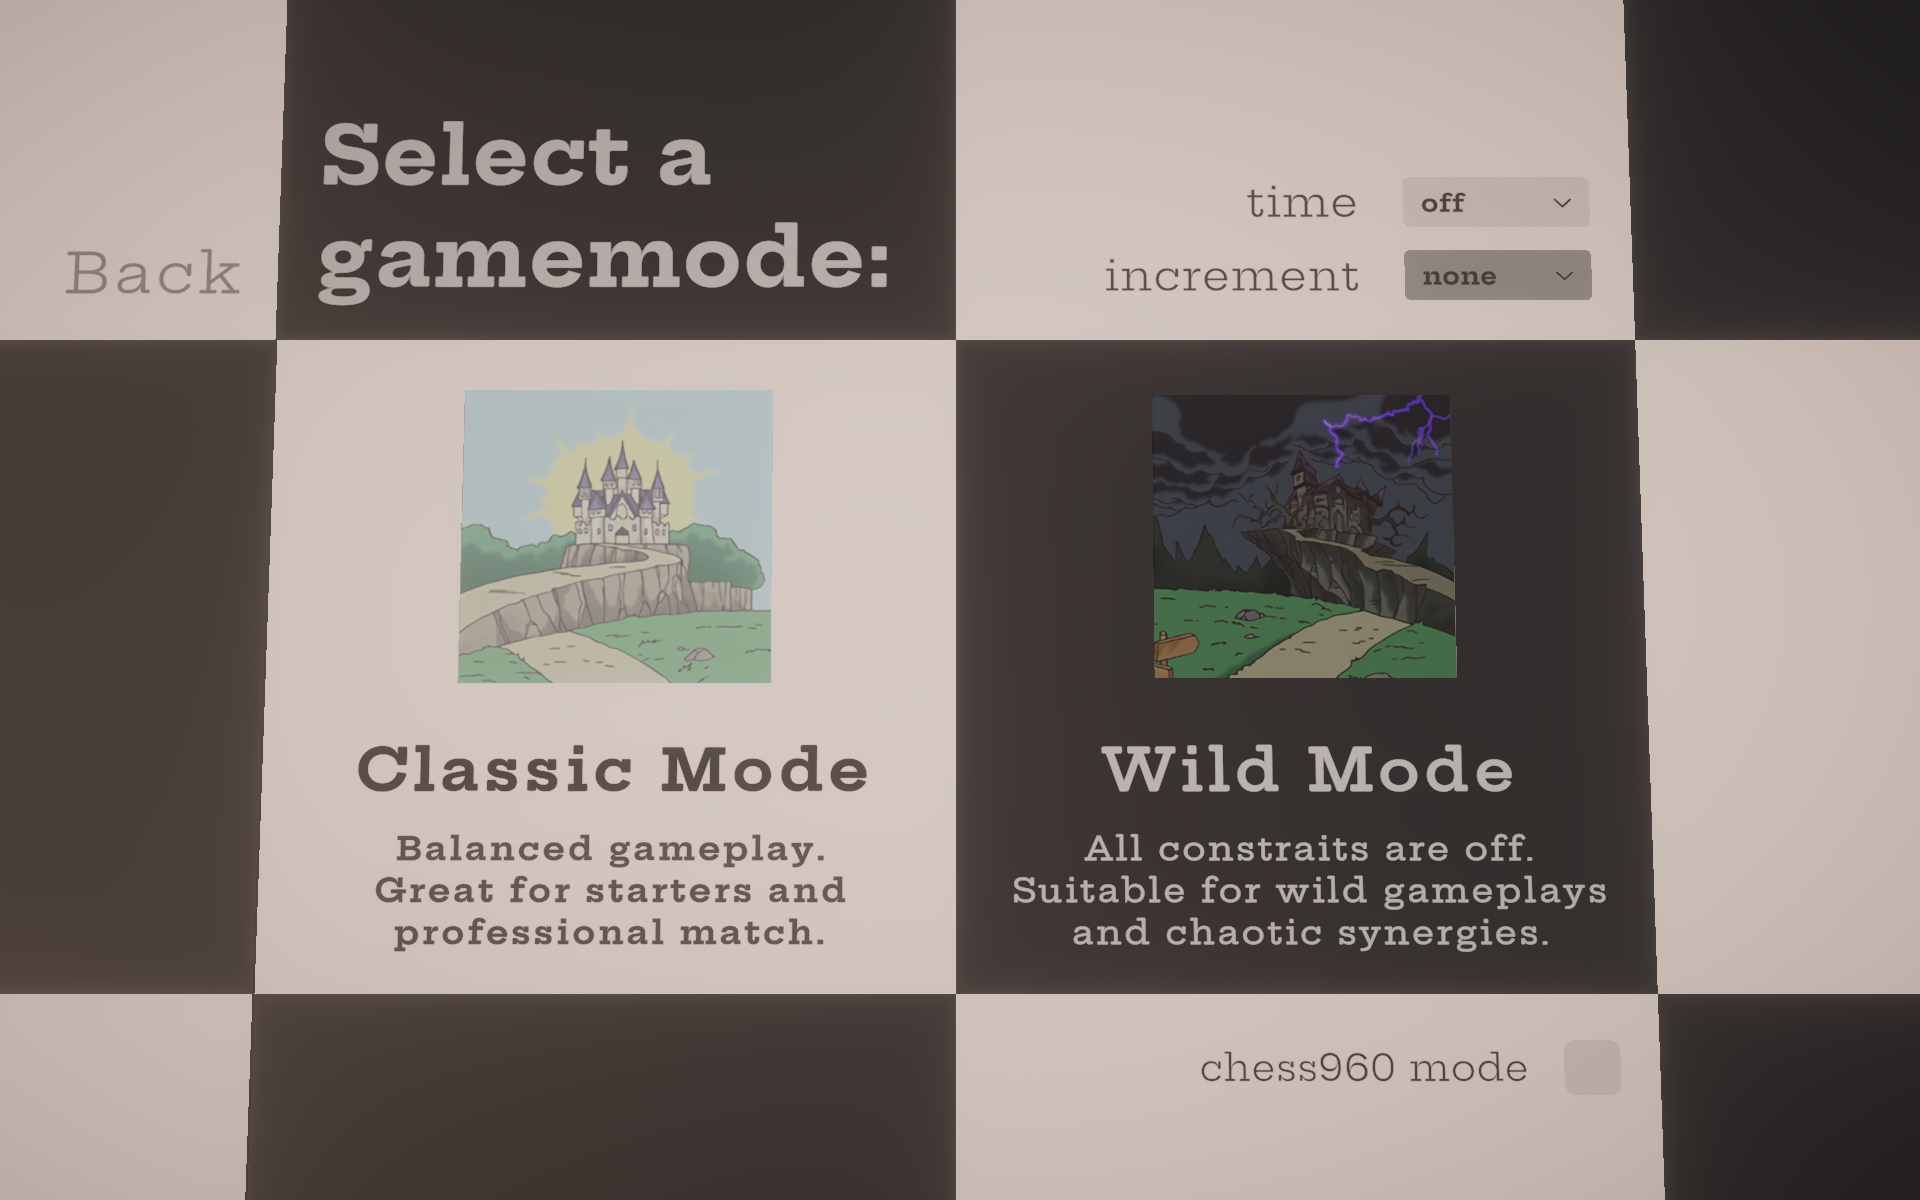 Select a
gamemode:
Back
time
off
increment
none
Classic Mode
Balanced gameplay.
Great for starters and
professional match.
Wild Mode
All constraits are off.
Suitable for wild gameplays
and chaotic synergies.
chess960 mode